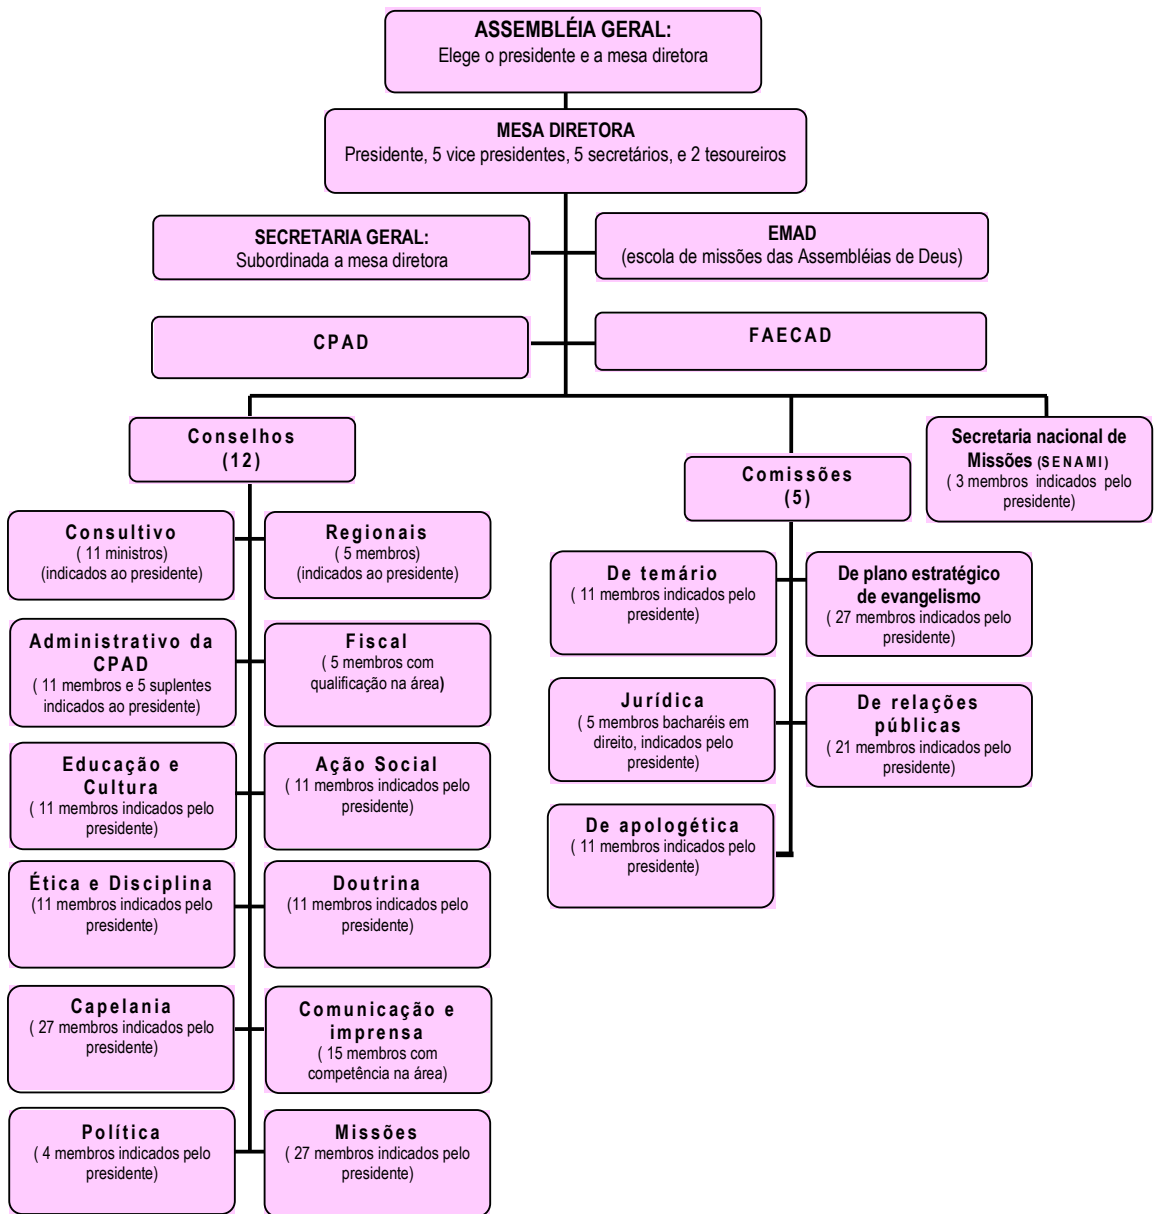 ASSEMBLÉIA GERAL:
Elege o presidente e a mesa diretora
MESA DIRETORA
Presidente, 5 vice presidentes, 5 secretários, e 2 tesoureiros
SECRETARIA GERAL:
Subordinada a mesa diretora
EMAD
(escola de missões das Assembléias de Deus)
CPAD
FAECAD
Conselhos
(12)
Comissões
(5)
Secretaria nacional de
Missões (SENAMI)
( 3 membros indicados pelo
presidente)
Consultivo
( 11 ministros)
(indicados ao presidente)
Regionais
( 5 membros)
(indicados ao presidente)
Administrativo da
CPAD
( 11 membros e 5 suplentes
indicados ao presidente)
Fiscal
( 5 membros com
qualificação na área)
Educação e
Cultura
( 11 membros indicados pelo
presidente)
Ação Social
( 11 membros indicados pelo
presidente)
Ética e Disciplina
(11 membros indicados pelo
presidente)
Doutrina
(11 membros indicados pelo
presidente)
Capelania
( 27 membros indicados pelo
presidente)
Comunicação e
imprensa
( 15 membros com
competência na área)
Política
( 4 membros indicados pelo
presidente)
Missões
( 27 membros indicados pelo
presidente)
De temário
( 11 membros indicados pelo
presidente)
De plano estratégico
de evangelismo
( 27 membros indicados pelo
presidente)
Jurídica
( 5 membros bacharéis em
direito, indicados pelo
presidente)
De relações
públicas
( 21 membros indicados pelo
presidente)
De apologética
( 11 membros indicados pelo
presidente)